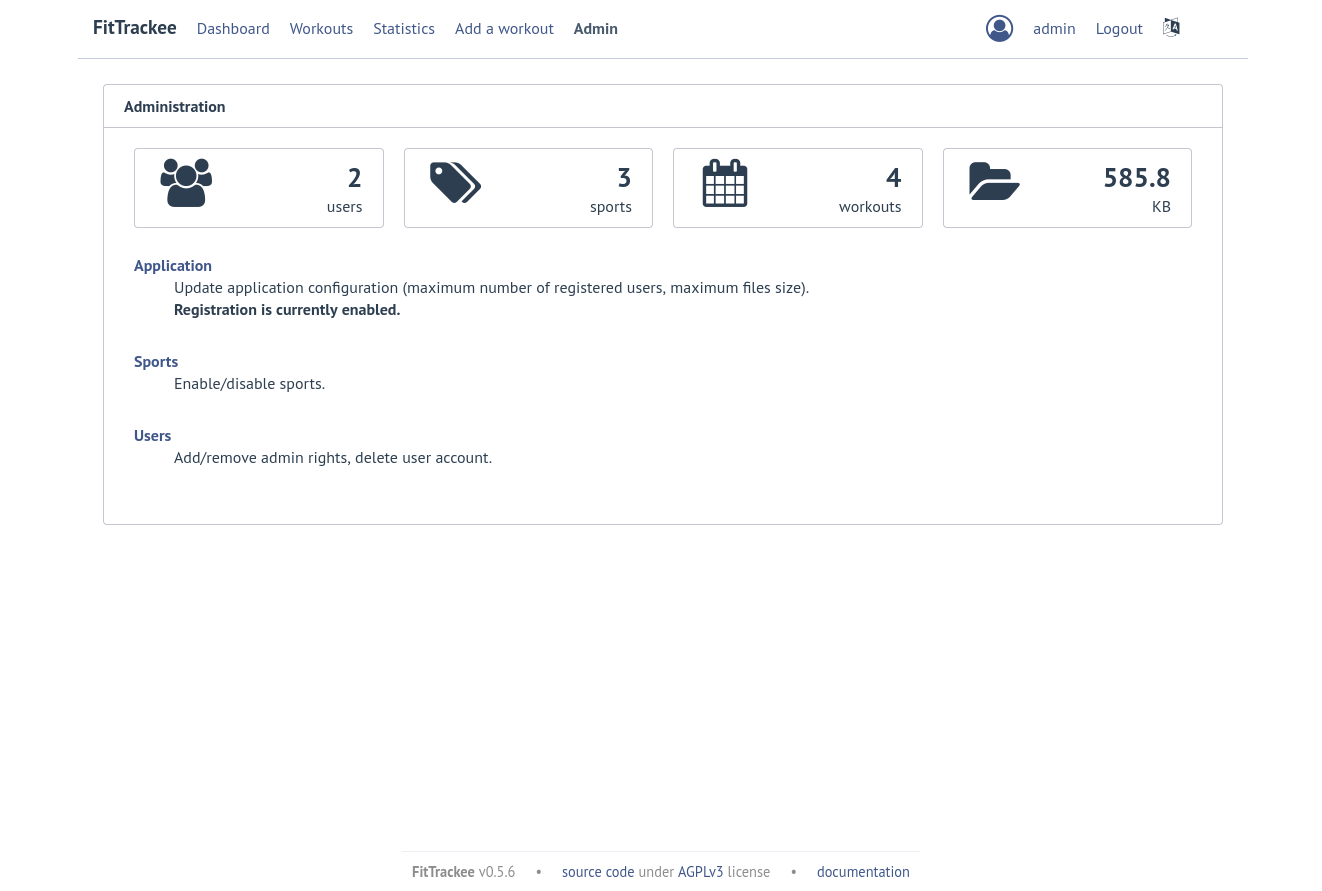 FitTrackee Dashboard Workouts Statistics Add a workout Admin admin Logout
Administration
2
users
3
sports
4
workouts
585.8
KB
Application
Update application configuration (maximum number of registered users, maximum files size).
Registration is currently enabled.
Sports
Enable/disable sports.
Users
Add/remove admin rights, delete user account.
FitTrackee v0.5.6 • source code under AGPLv3 license • documentation